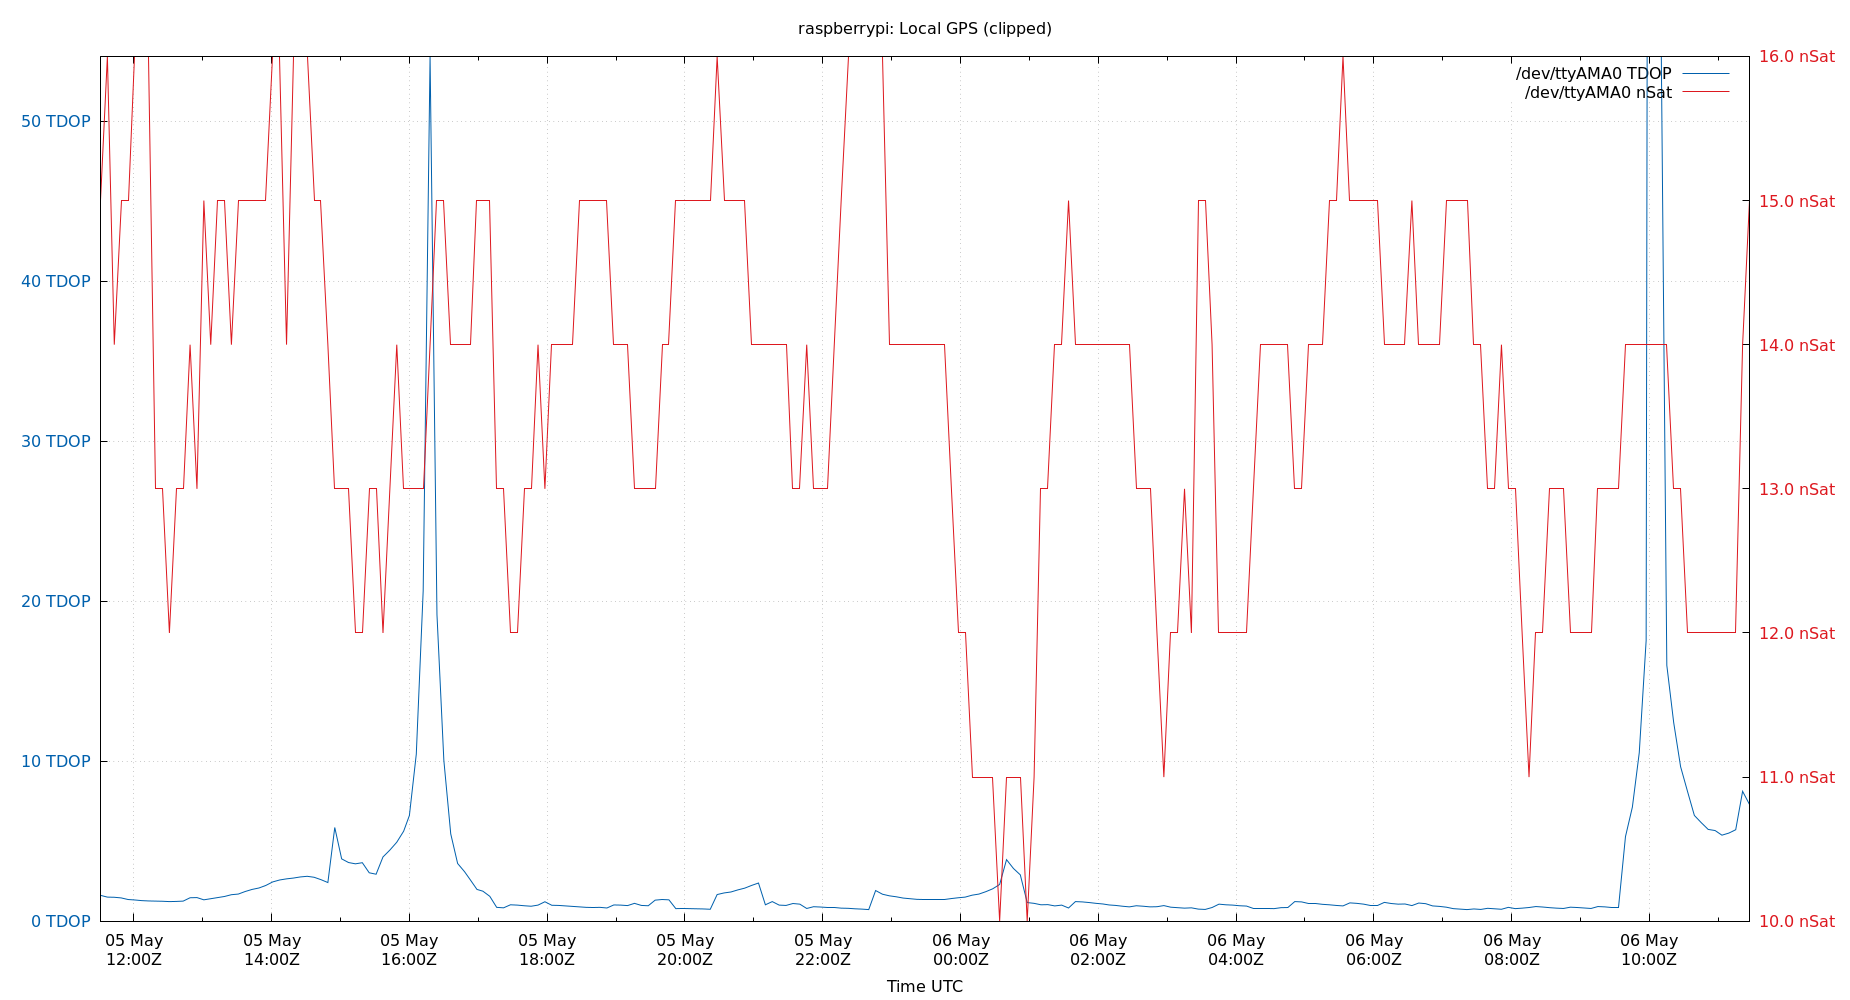 raspberrypi: Local GPS (clipped)
/dev/ttyAMA0 TDOP
/dev/ttyAMA0 nSat
50 TDOP
40 TDOP
30 TDOP
20 TDOP
10 TDOP
0 TDOP
16.0 nSat
15.0 nSat
14.0 nSat
13.0 nSat
12.0 nSat
11.0 nSat
10.0 nSat
05 May
12:00Z
05 May
14:00Z
05 May
16:00Z
05 May
18:00Z
05 May
20:00Z
05 May
22:00Z
06 May
00:00Z
06 May
02:00Z
06 May
04:00Z
06 May
06:00Z
06 May
08:00Z
06 May
10:00Z
Time UTC